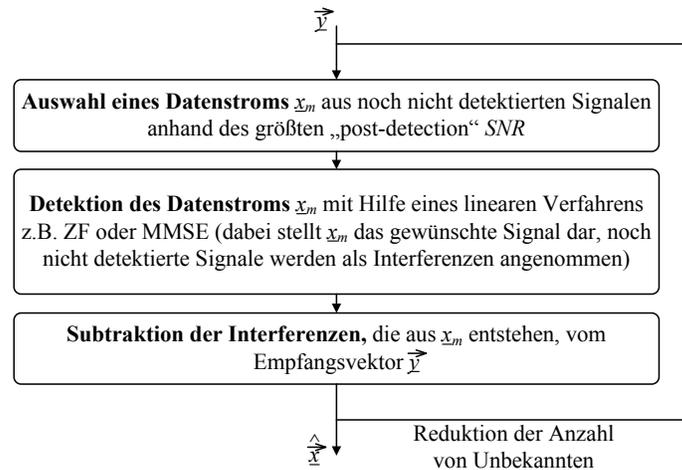 y
Auswahl eines Datenstroms x_m aus noch nicht detektierten Signalen
anhand des größten „post-detection“ SNR
Detektion des Datenstroms x_m mit Hilfe eines linearen Verfahrens
z.B. ZF oder MMSE (dabei stellt x_m das gewünschte Signal dar, noch
nicht detektierte Signale werden als Interferenzen angenommen)
Subtraktion der Interferenzen, die aus x_m entstehen, vom
Empfangsvektor y
x̂
Reduktion der Anzahl
von Unbekannten